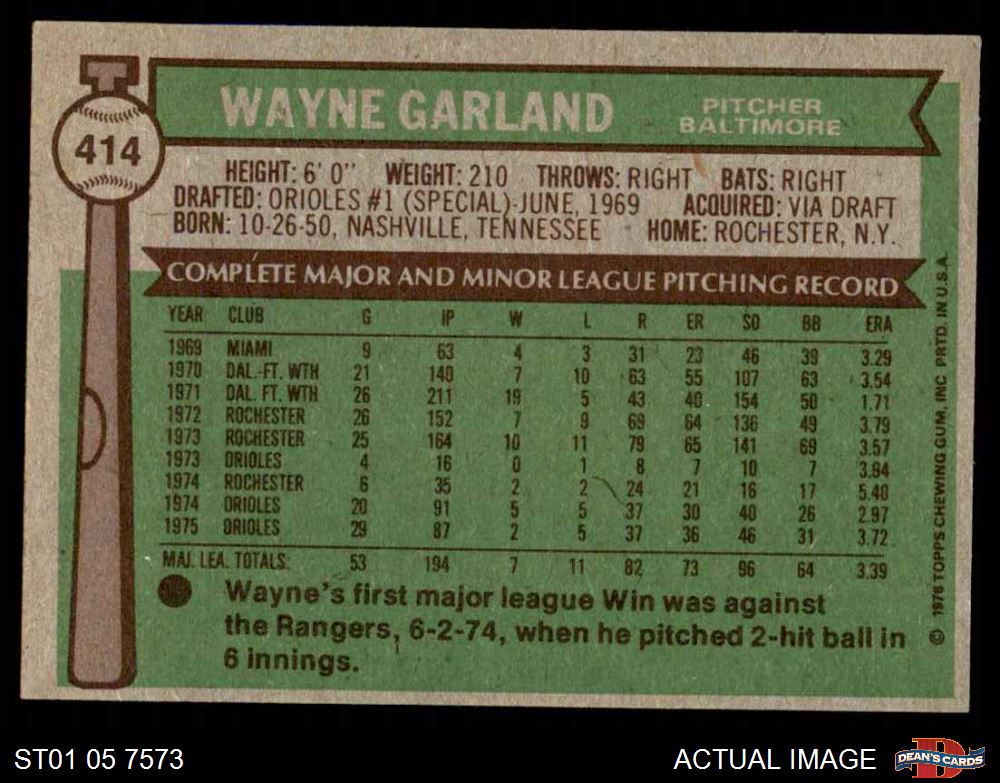 T
414
WAYNE GARLAND
PITCHER
BALTIMORE
HEIGHT: 6' 0" WEIGHT: 210 THROWS: RIGHT BATS: RIGHT
DRAFTED: ORIOLES #1 (SPECIAL)-JUNE, 1969 ACQUIRED: VIA DRAFT
BORN: 10-26-50, NASHVILLE, TENNESSEE HOME: ROCHESTER, N.Y.
COMPLETE MAJOR AND MINOR LEAGUE PITCHING RECORD
YEAR CLUB G IP W L R ER SO BB ERA
1969 MIAMI 9 63 4 3 31 23 46 39 3.29
1970 DAL.-FT. WTH 21 140 7 10 63 55 107 63 3.54
1971 DAL. FT. WTH 26 211 19 5 43 40 154 50 1.71
1972 ROCHESTER 26 152 7 9 69 64 136 49 3.79
1973 ROCHESTER 25 164 10 11 79 65 141 69 3.57
1973 ORIOLES 4 16 0 1 8 7 10 7 3.94
1974 ROCHESTER 6 35 2 2 24 21 16 17 5.40
1974 ORIOLES 20 91 5 5 37 30 40 26 2.97
1975 ORIOLES 29 87 2 5 37 36 46 31 3.72
MAJ. LEA. TOTALS: 53 194 7 11 82 73 96 64 3.39
Wayne's first major league Win was against
the Rangers, 6-2-74, when he pitched 2-hit ball in
6 innings.
© 1976 TOPPS CHEWING GUM, INC PRTD. IN U.S.A.
ST01 05 7573
ACTUAL IMAGE
D
DEAN'S CARDS